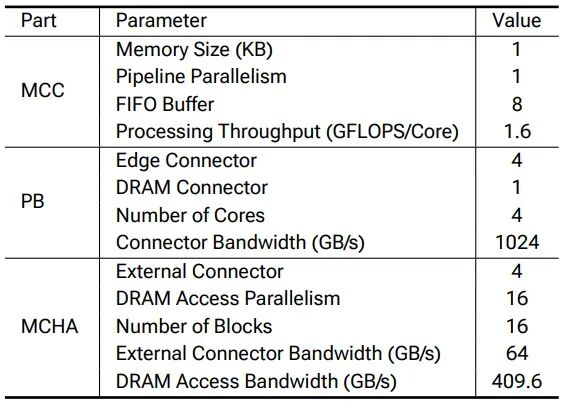 Part Parameter Value
MCC
Memory Size (KB) 1
Pipeline Parallelism 1
FIFO Buffer 8
Processing Throughput (GFLOPS/Core) 1.6
PB
Edge Connector 4
DRAM Connector 1
Number of Cores 4
Connector Bandwidth (GB/s) 1024
MCHA
External Connector 4
DRAM Access Parallelism 16
Number of Blocks 16
External Connector Bandwidth (GB/s) 64
DRAM Access Bandwidth (GB/s) 409.6